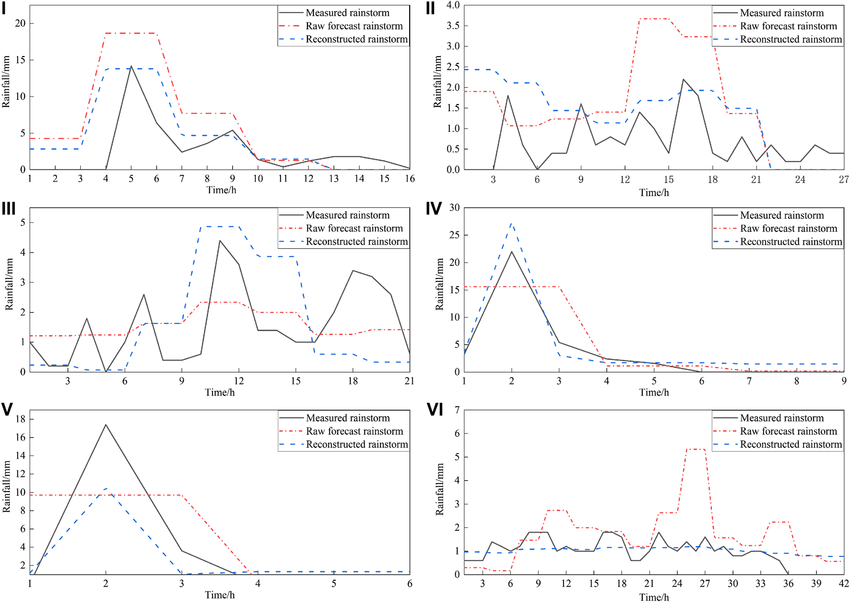 I
Measured rainstorm
Raw forecast rainstorm
Reconstructed rainstorm
Rainfall/mm
20
15
10
5
0
1 2 3 4 5 6 7 8 9 10 11 12 13 14 15 16
Time/h
II
Measured rainstorm
Raw forecast rainstorm
Reconstructed rainstorm
Rainfall/mm
4.0
3.5
3.0
2.5
2.0
1.5
1.0
0.5
0.0
3 6 9 12 15 18 21 24 27
Time/h
III
Measured rainstorm
Raw forecast rainstorm
Reconstructed rainstorm
Rainfall/mm
5
4
3
2
1
0
3 6 9 12 15 18 21
Time/h
IV
Measured rainstorm
Raw forecast rainstorm
Reconstructed rainstorm
Rainfall/mm
30
25
20
15
10
5
0
1 2 3 4 5 6 7 8 9
Time/h
V
Measured rainstorm
Raw forecast rainstorm
Reconstructed rainstorm
Rainfall/mm
18
16
14
12
10
8
6
4
2
1 2 3 4 5 6
Time/h
VI
Measured rainstorm
Raw forecast rainstorm
Reconstructed rainstorm
Rainfall/mm
7
6
5
4
3
2
1
0
3 6 9 12 15 18 21 24 27 30 33 36 39 42
Time/h